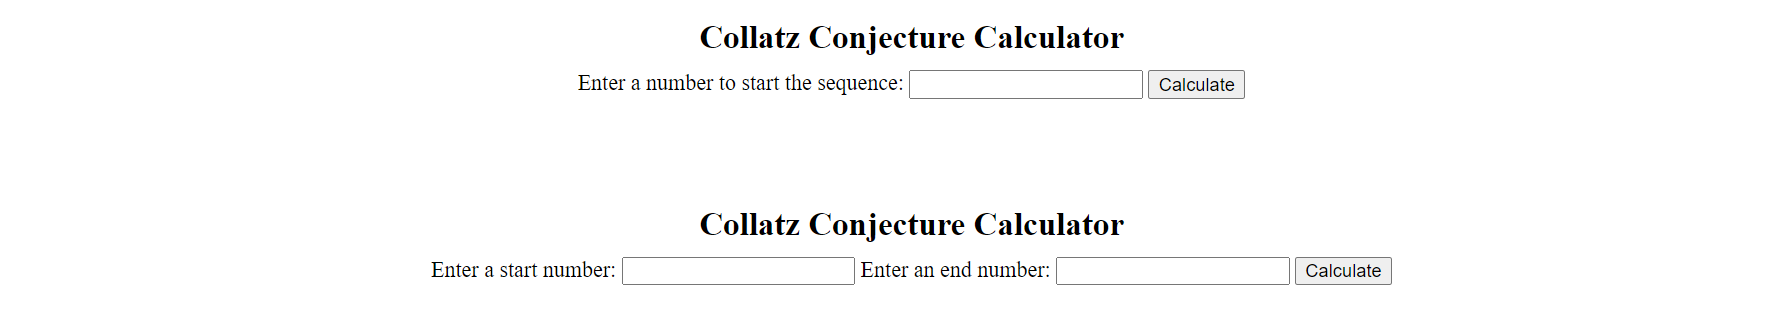 Collatz Conjecture Calculator
Enter a number to start the sequence: Calculate
Collatz Conjecture Calculator
Enter a start number: Enter an end number: Calculate